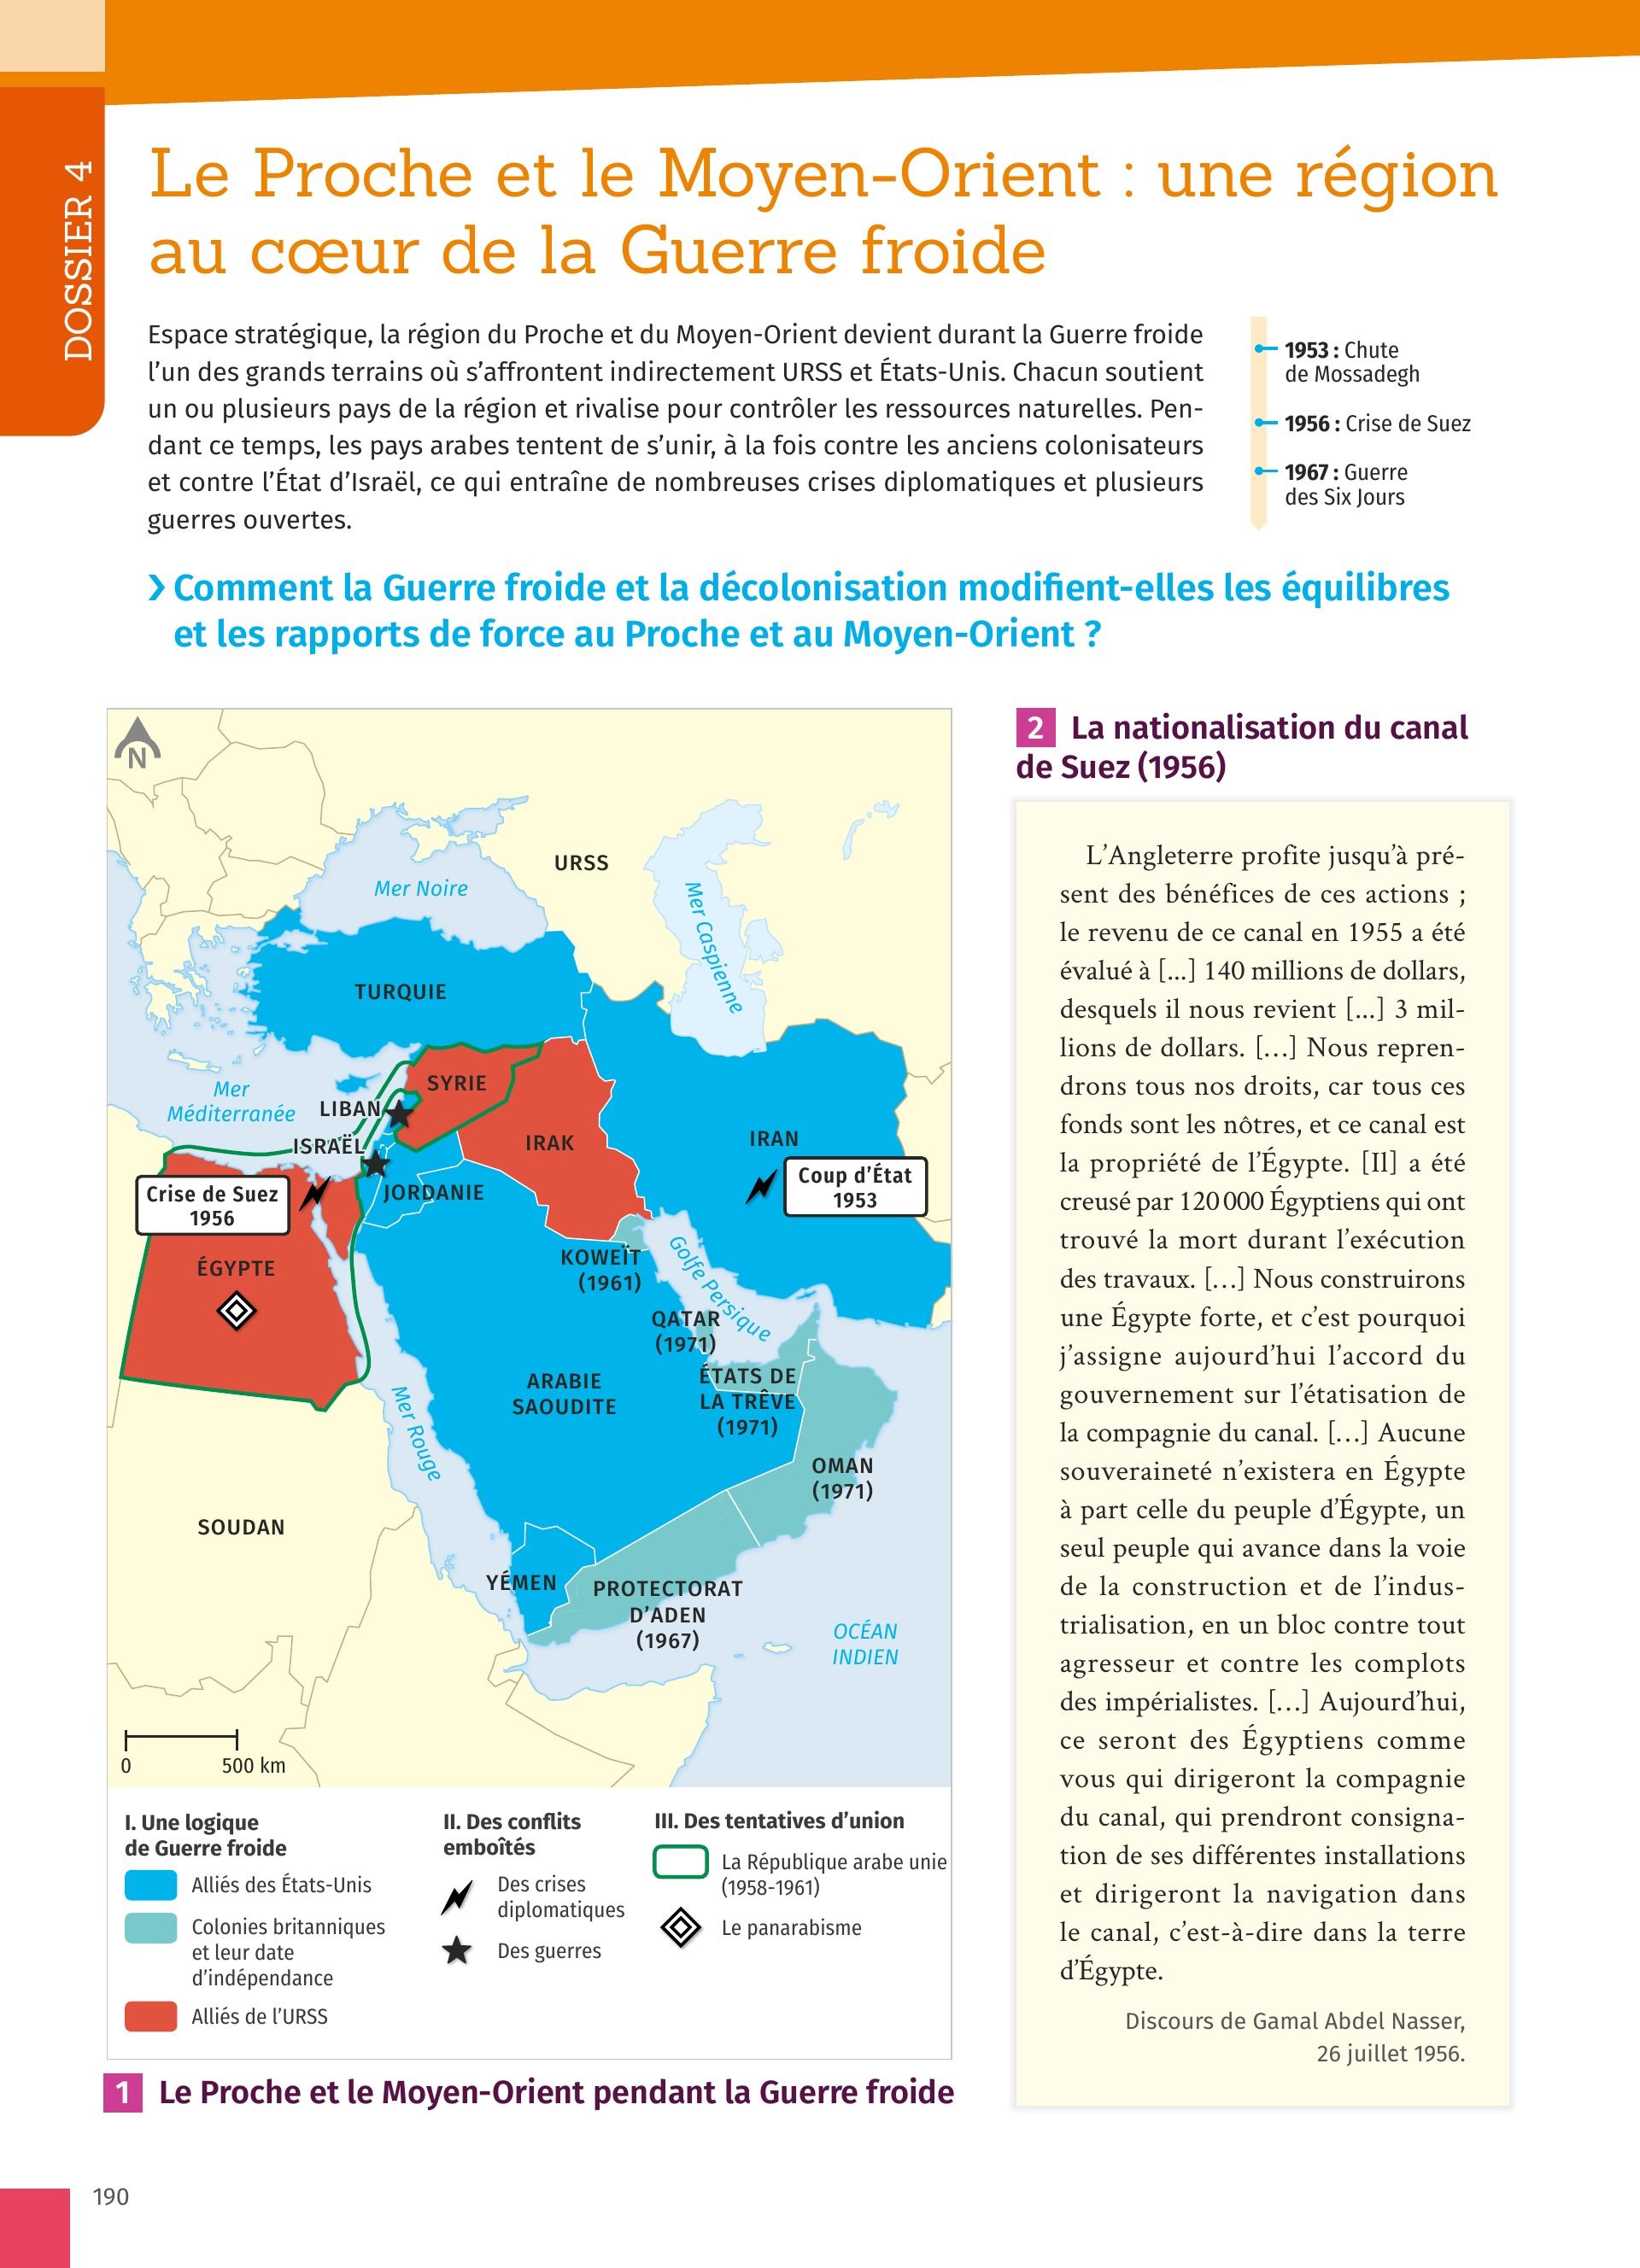 DOSSIER 4
Le Proche et le Moyen-Orient : une région
au cœur de la Guerre froide
Espace stratégique, la région du Proche et du Moyen-Orient devient durant la Guerre froide
l’un des grands terrains où s’affrontent indirectement URSS et États-Unis. Chacun soutient
un ou plusieurs pays de la région et rivalise pour contrôler les ressources naturelles. Pen-
dant ce temps, les pays arabes tentent de s’unir, à la fois contre les anciens colonisateurs
et contre l’État d’Israël, ce qui entraîne de nombreuses crises diplomatiques et plusieurs
guerres ouvertes.
1953 : Chute
de Mossadegh
1956 : Crise de Suez
1967 : Guerre
des Six Jours
Comment la Guerre froide et la décolonisation modifient-elles les équilibres
et les rapports de force au Proche et au Moyen-Orient ?
N
URSS
Mer Noire
Mer Caspienne
TURQUIE
SYRIE
Mer
Méditerranée
LIBAN
ISRAËL
IRAK
IRAN
JORDANIE
Crise de Suez
1956
Coup d’État
1953
ÉGYPTE
KOWEÏT
(1961)
Golfe Persique
QATAR
(1971)
ÉTATS DE
LA TRÊVE
(1971)
ARABIE
SAOUDITE
Mer Rouge
OMAN
(1971)
SOUDAN
YÉMEN
PROTECTORAT
D’ADEN
(1967)
OCÉAN
INDIEN
0 500 km
I. Une logique
de Guerre froide
Alliés des États-Unis
Colonies britanniques
et leur date
d’indépendance
Alliés de l’URSS
II. Des conflits
emboîtés
Des crises
diplomatiques
Des guerres
III. Des tentatives d’union
La République arabe unie
(1958-1961)
Le panarabisme
1 Le Proche et le Moyen-Orient pendant la Guerre froide
2 La nationalisation du canal
de Suez (1956)
L’Angleterre profite jusqu’à pré-
sent des bénéfices de ces actions ;
le revenu de ce canal en 1955 a été
évalué à [...] 140 millions de dollars,
desquels il nous revient [...] 3 mil-
lions de dollars. […] Nous repren-
drons tous nos droits, car tous ces
fonds sont les nôtres, et ce canal est
la propriété de l’Égypte. [Il] a été
creusé par 120 000 Égyptiens qui ont
trouvé la mort durant l’exécution
des travaux. […] Nous construirons
une Égypte forte, et c’est pourquoi
j’assigne aujourd’hui l’accord du
gouvernement sur l’étatisation de
la compagnie du canal. […] Aucune
souveraineté n’existera en Égypte
à part celle du peuple d’Égypte, un
seul peuple qui avance dans la voie
de la construction et de l’indus-
trialisation, en un bloc contre tout
agresseur et contre les complots
des impérialistes. […] Aujourd’hui,
ce seront des Égyptiens comme
vous qui dirigeront la compagnie
du canal, qui prendront consigna-
tion de ses différentes installations
et dirigeront la navigation dans
le canal, c’est-à-dire dans la terre
d’Égypte.
Discours de Gamal Abdel Nasser,
26 juillet 1956.
190